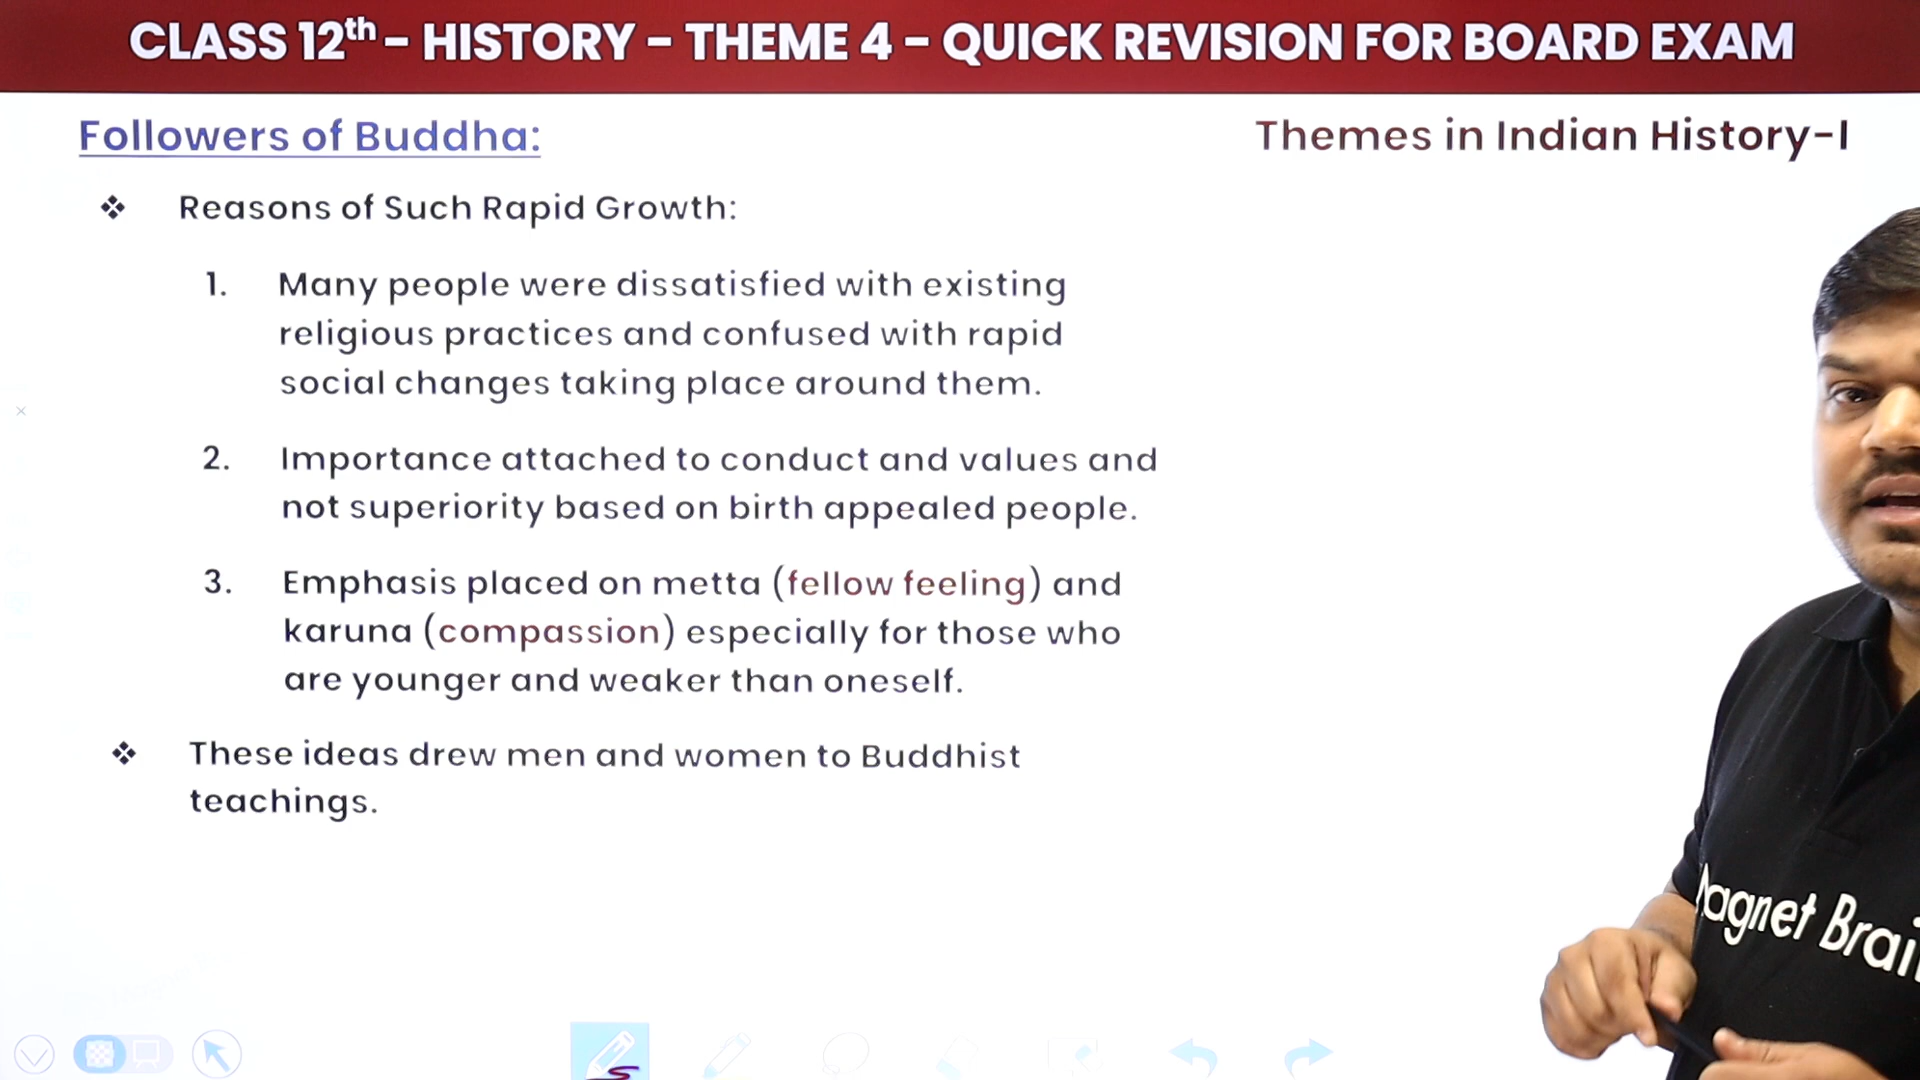 CLASS 12th - HISTORY - THEME 4 - QUICK REVISION FOR BOARD EXAM
Followers of Buddha:
Themes in Indian History-I
❖ Reasons of Such Rapid Growth:
1. Many people were dissatisfied with existing
religious practices and confused with rapid
social changes taking place around them.
2. Importance attached to conduct and values and
not superiority based on birth appealed people.
3. Emphasis placed on metta (fellow feeling) and
karuna (compassion) especially for those who
are younger and weaker than oneself.
❖ These ideas drew men and women to Buddhist
teachings.
Magnet Brai